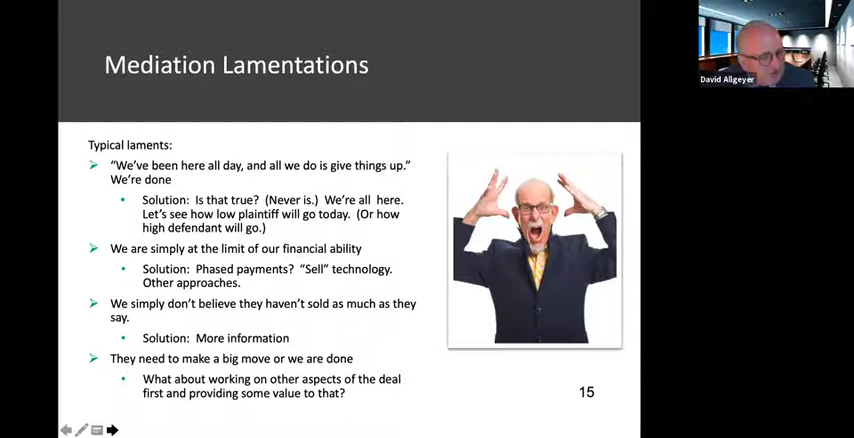 Mediation Lamentations
David Allgeyer
Typical laments:
"We've been here all day, and all we do is give things up."
We're done
Solution: Is that true? (Never is.) We're all here.
Let's see how low plaintiff will go today. (Or how
high defendant will go.)
We are simply at the limit of our financial ability
Solution: Phased payments? "Sell" technology.
Other approaches.
We simply don't believe they haven't sold as much as they
say.
Solution: More information
They need to make a big move or we are done
What about working on other aspects of the deal
first and providing some value to that?
15